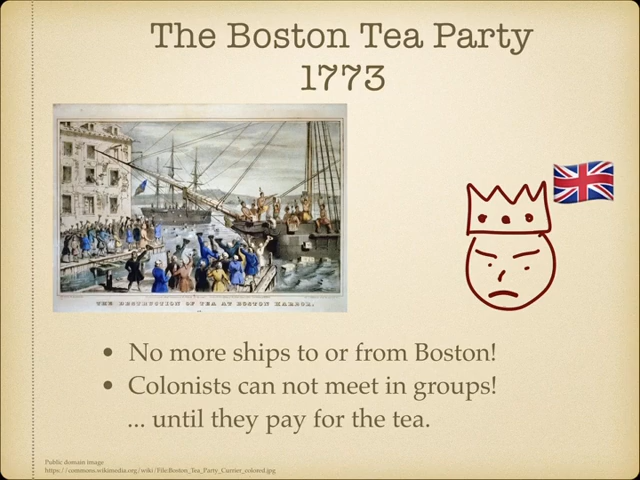 The Boston Tea Party
1773
THE DESTRUCTION OF TEA AT BOSTON HARBOR.
• No more ships to or from Boston!
• Colonists can not meet in groups!
... until they pay for the tea.
Public domain image
https://commons.wikimedia.org/wiki/File:Boston_Tea_Party_Currier_colored.jpg